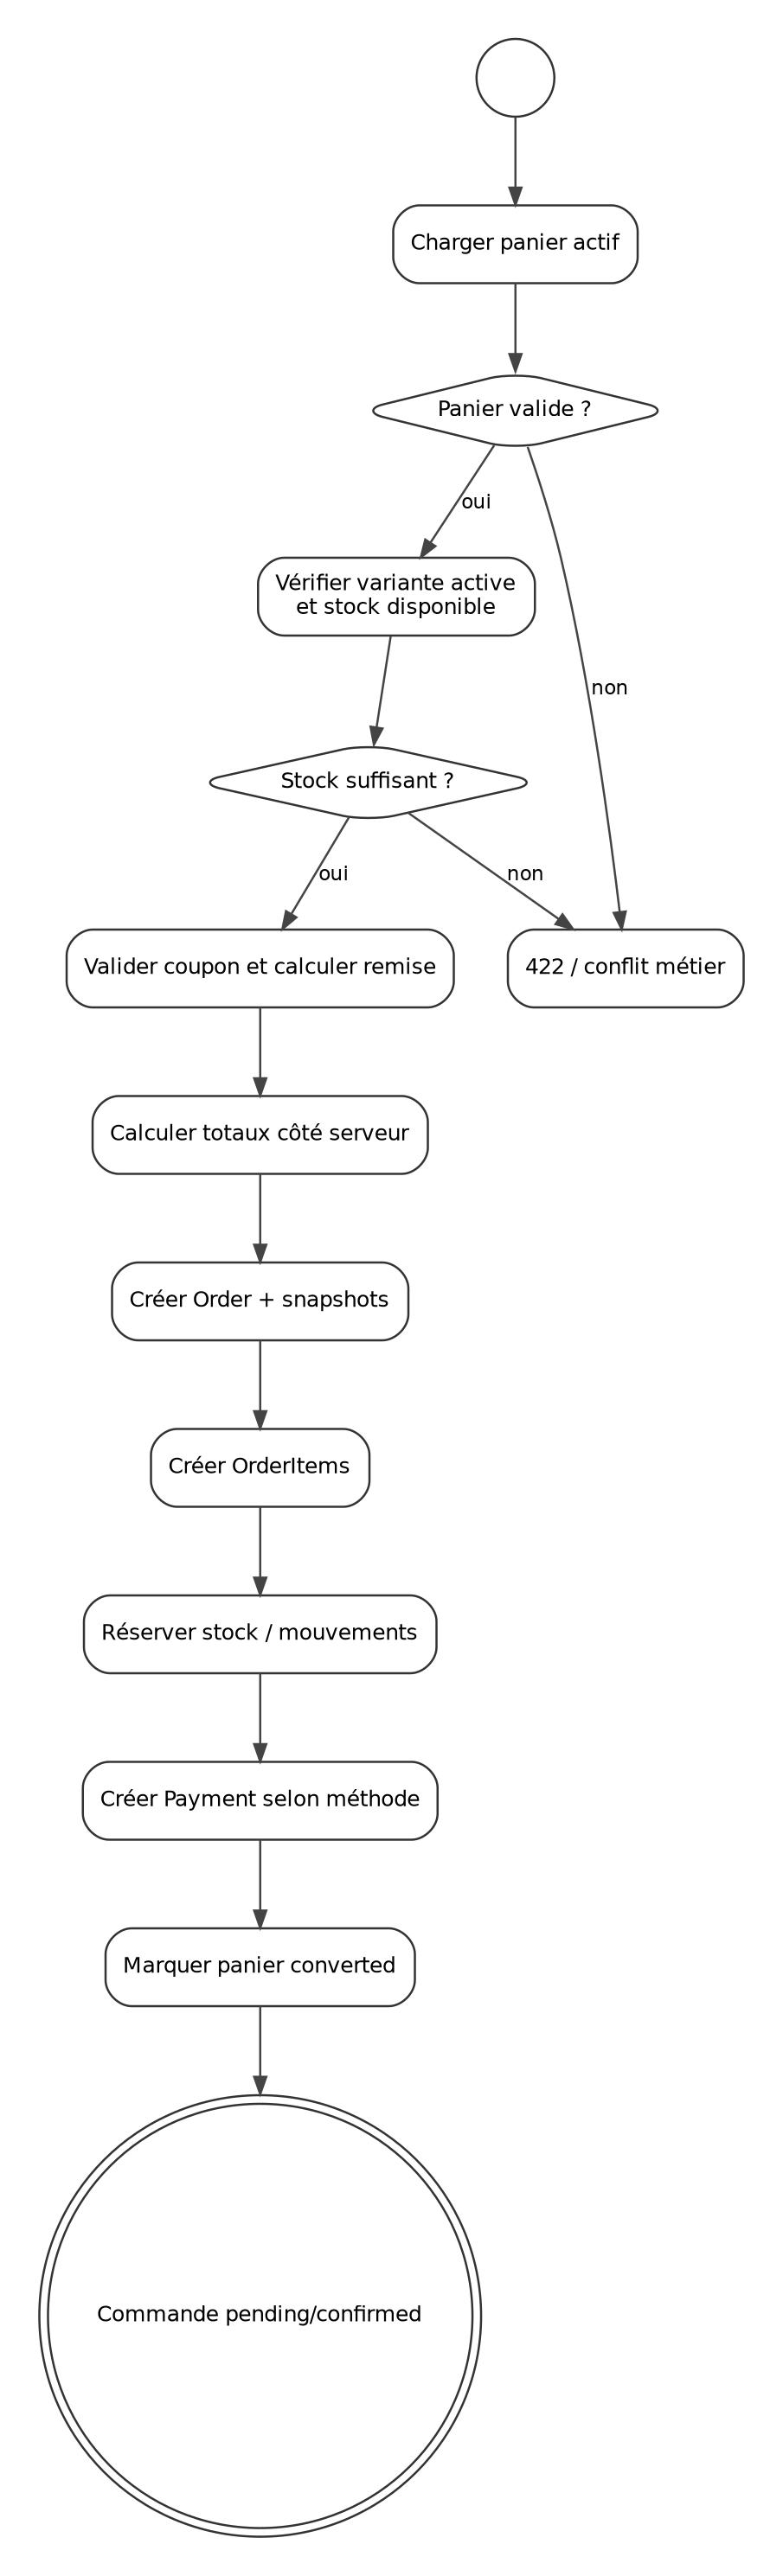 Charger panier actif
Panier valide ?
oui
Vérifier variante active
et stock disponible
non
Stock suffisant ?
oui
non
Valider coupon et calculer remise
422 / conflit métier
Calculer totaux côté serveur
Créer Order + snapshots
Créer OrderItems
Réserver stock / mouvements
Créer Payment selon méthode
Marquer panier converted
Commande pending/confirmed